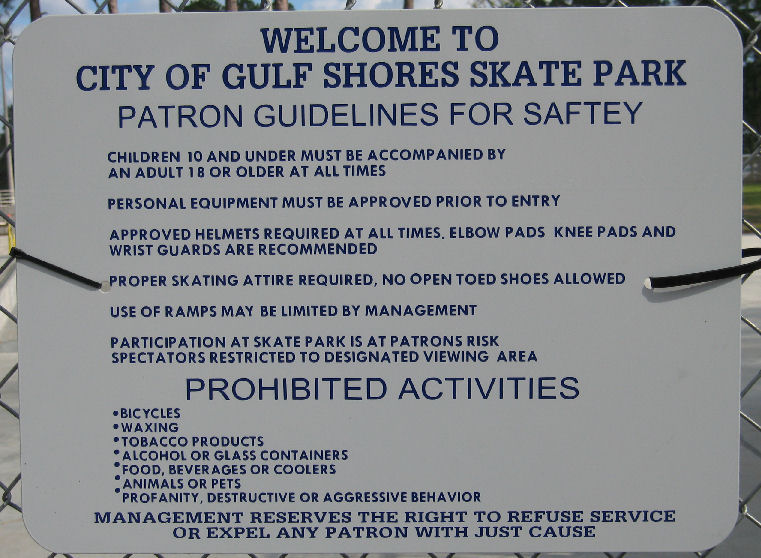 WELCOME TO
CITY OF GULF SHORES SKATE PARK
PATRON GUIDELINES FOR SAFTEY
CHILDREN 10 AND UNDER MUST BE ACCOMPANIED BY
AN ADULT 18 OR OLDER AT ALL TIMES
PERSONAL EQUIPMENT MUST BE APPROVED PRIOR TO ENTRY
APPROVED HELMETS REQUIRED AT ALL TIMES. ELBOW PADS KNEE PADS AND
WRIST GUARDS ARE RECOMMENDED
PROPER SKATING ATTIRE REQUIRED, NO OPEN TOED SHOES ALLOWED
USE OF RAMPS MAY BE LIMITED BY MANAGEMENT
PARTICIPATION AT SKATE PARK IS AT PATRONS RISK
SPECTATORS RESTRICTED TO DESIGNATED VIEWING AREA
PROHIBITED ACTIVITIES
•BICYCLES
•WAXING
•TOBACCO PRODUCTS
•ALCOHOL OR GLASS CONTAINERS
•FOOD, BEVERAGES OR COOLERS
•ANIMALS OR PETS
•PROFANITY, DESTRUCTIVE OR AGGRESSIVE BEHAVIOR
MANAGEMENT RESERVES THE RIGHT TO REFUSE SERVICE
OR EXPEL ANY PATRON WITH JUST CAUSE